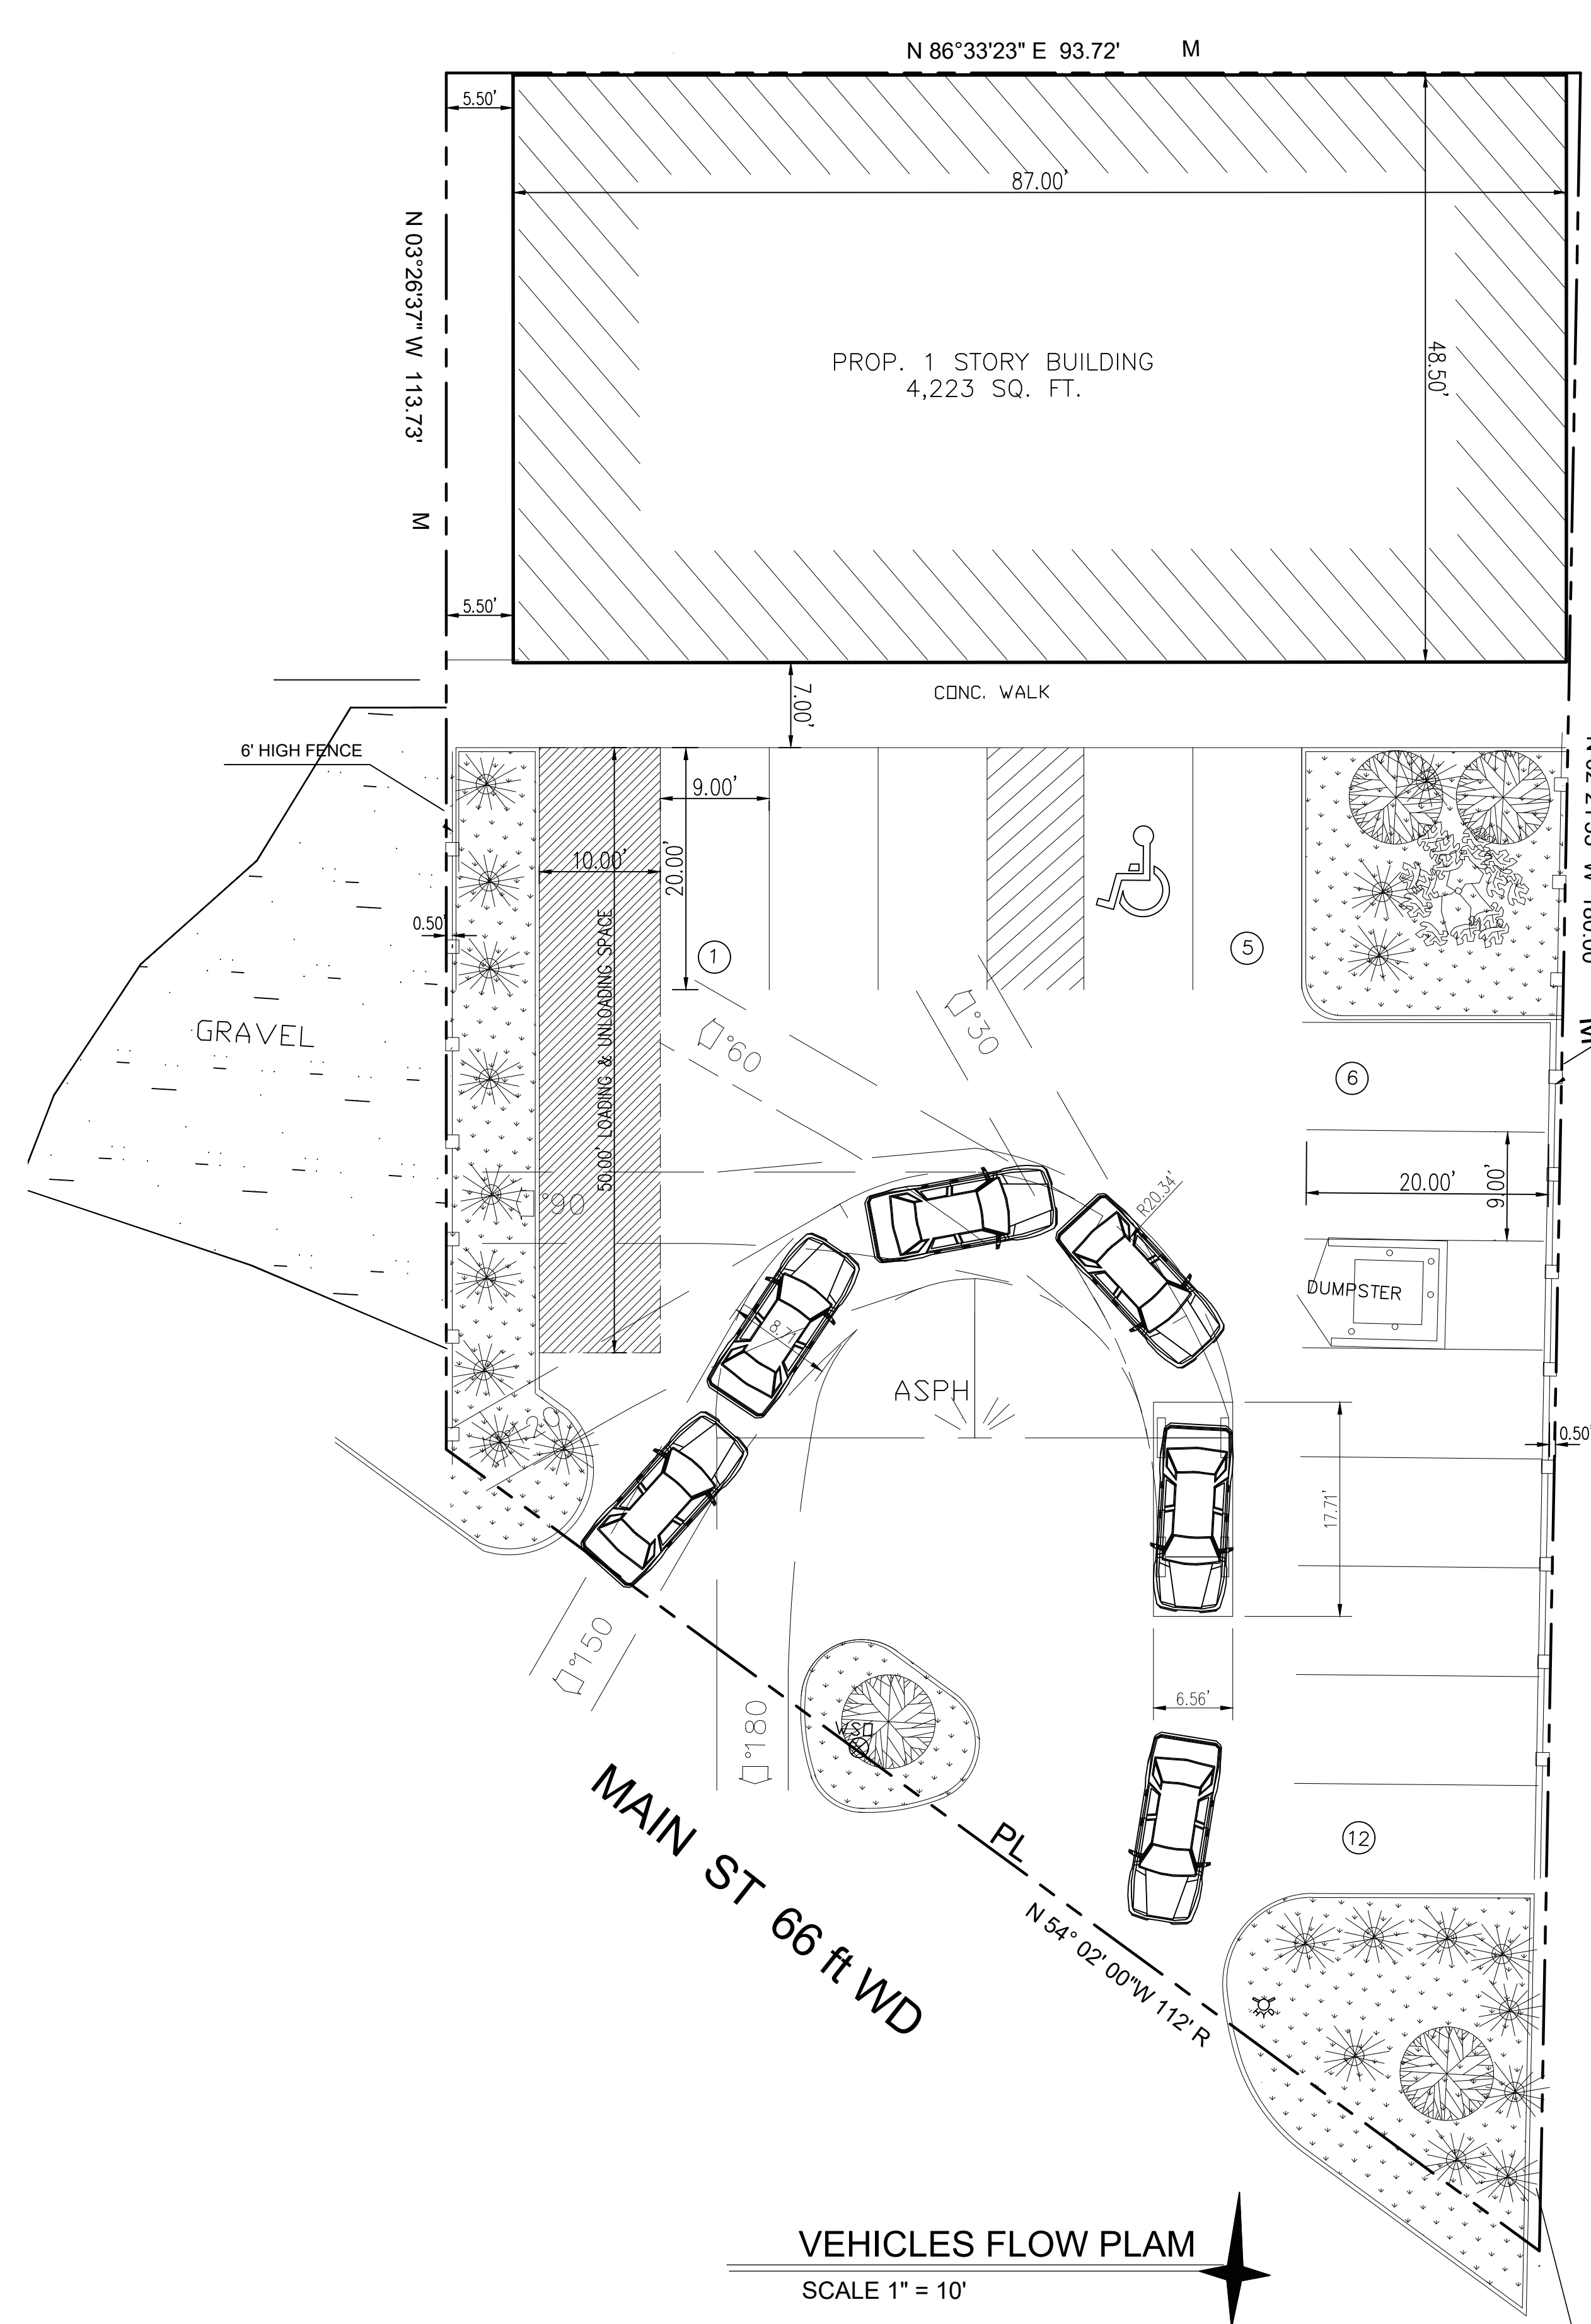 N 86°33'23" E 93.72' M
5.50'
87.00'
N 03°26'37" W 113.73' M
PROP. 1 STORY BUILDING
4,223 SQ. FT.
48.50'
5.50'
7.00'
CONC. WALK
6' HIGH FENCE
9.00'
10.00'
20.00'
0.50'
50.00' LOADING & UNLOADING SPACE
1
5
GRAVEL
°30
°60
M
6
20.00'
9.00'
°90
R20.34'
DUMPSTER
ASPH
0.50'
17.71'
°150
6.56'
°180
WSO
MAIN ST 66 ft WD
PL
12
N 54° 02' 00"W 112' R
HYD
VEHICLES FLOW PLAM
SCALE 1" = 10'